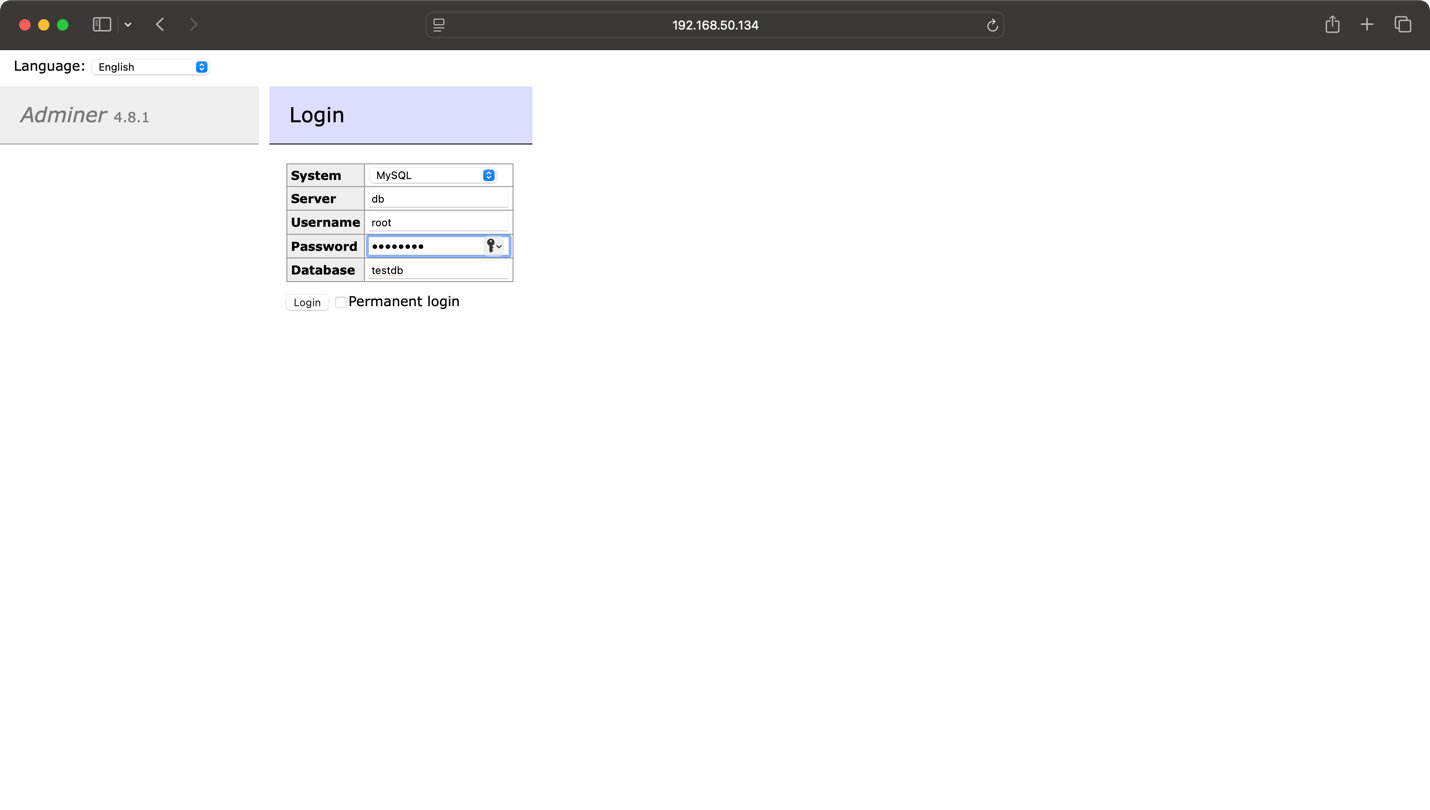 192.168.50.134
Language: English
Adminer 4.8.1
Login
System MySQL
Server db
Username root
Password ••••••••
Database testdb
Login Permanent login